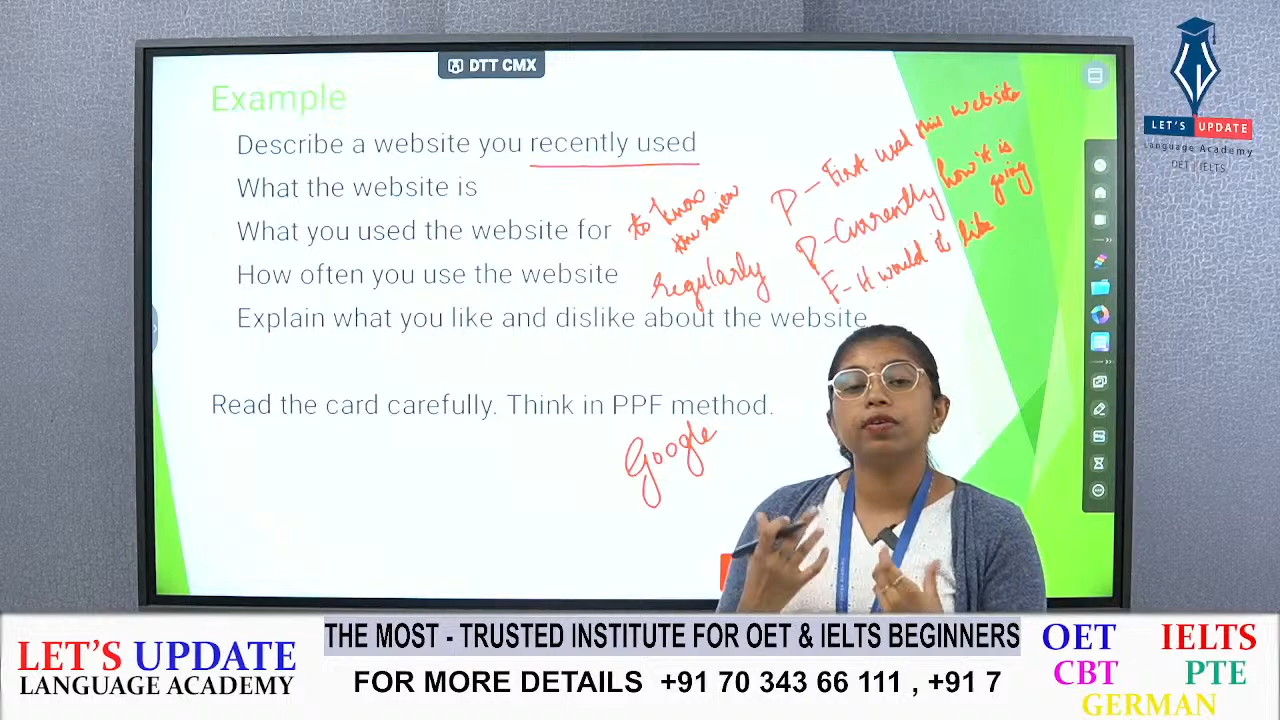 DTT CMX
Example
Describe a website you recently used
What the website is
What you used the website for
to know
the review
How often you use the website
regularly
Explain what you like and dislike about the website
P - First used this website
P - Currently how it is
going
F - H would it like
Read the card carefully. Think in PPF method.
Google
LET'S UPDATE
Language Academy
OET | IELTS
LET'S UPDATE
LANGUAGE ACADEMY
THE MOST - TRUSTED INSTITUTE FOR OET & IELTS BEGINNERS
FOR MORE DETAILS +91 70 343 66 111 , +91 7
OET IELTS
CBT PTE
GERMAN